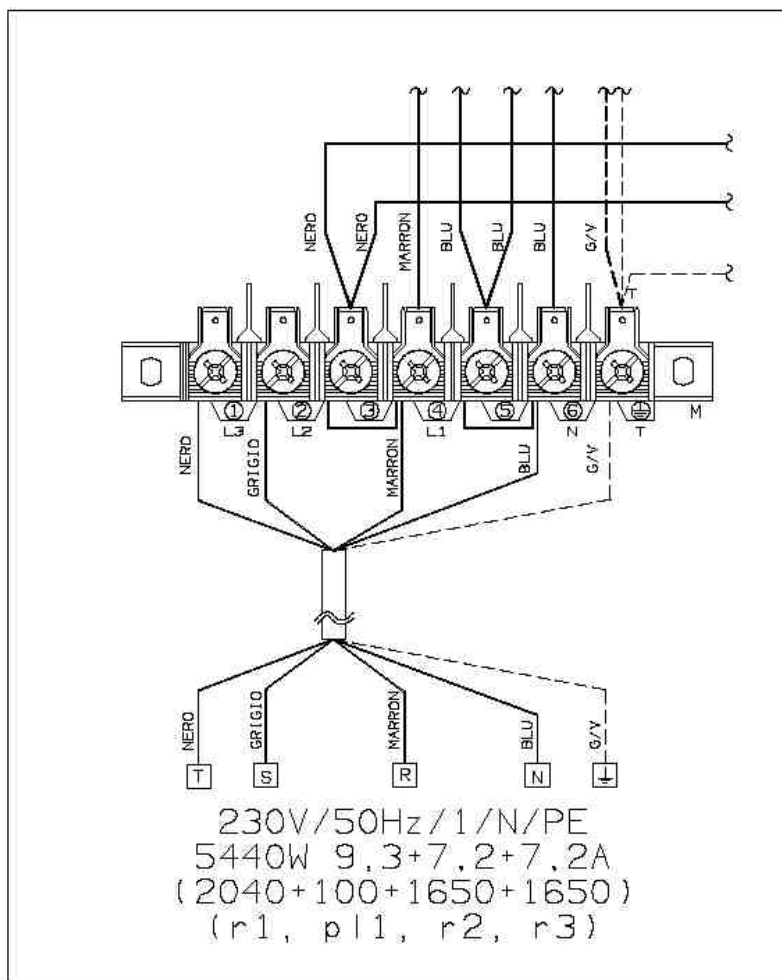 NERO NERO MARRON BLU BLU BLU G/V
T
1 2 3 4 5 6 M
L3 L2 L1 N T
NERO GRIGIO MARRON BLU G/V
NERO GRIGIO MARRON BLU G/V
T S R N
230V/50Hz/1/N/PE
5440W 9.3+7.2+7.2A
(2040+100+1650+1650)
(r1, pl1, r2, r3)